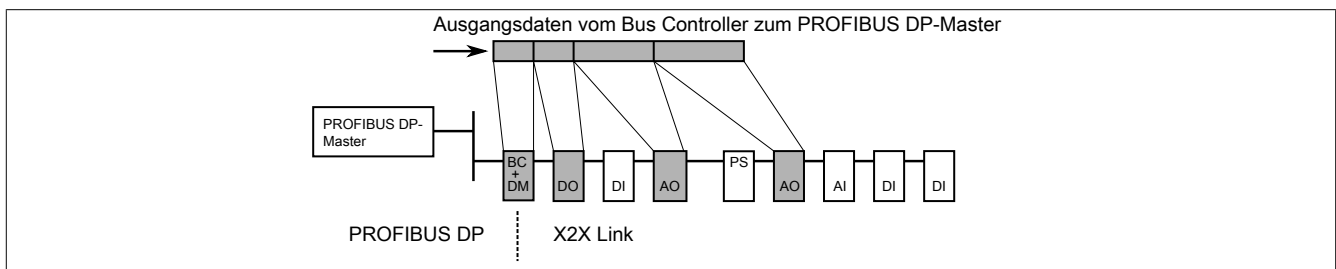 Ausgangsdaten vom Bus Controller zum PROFIBUS DP-Master
PROFIBUS DP-
Master
BC
+
DM
DO
DI
AO
PS
AO
AI
DI
DI
PROFIBUS DP
X2X Link